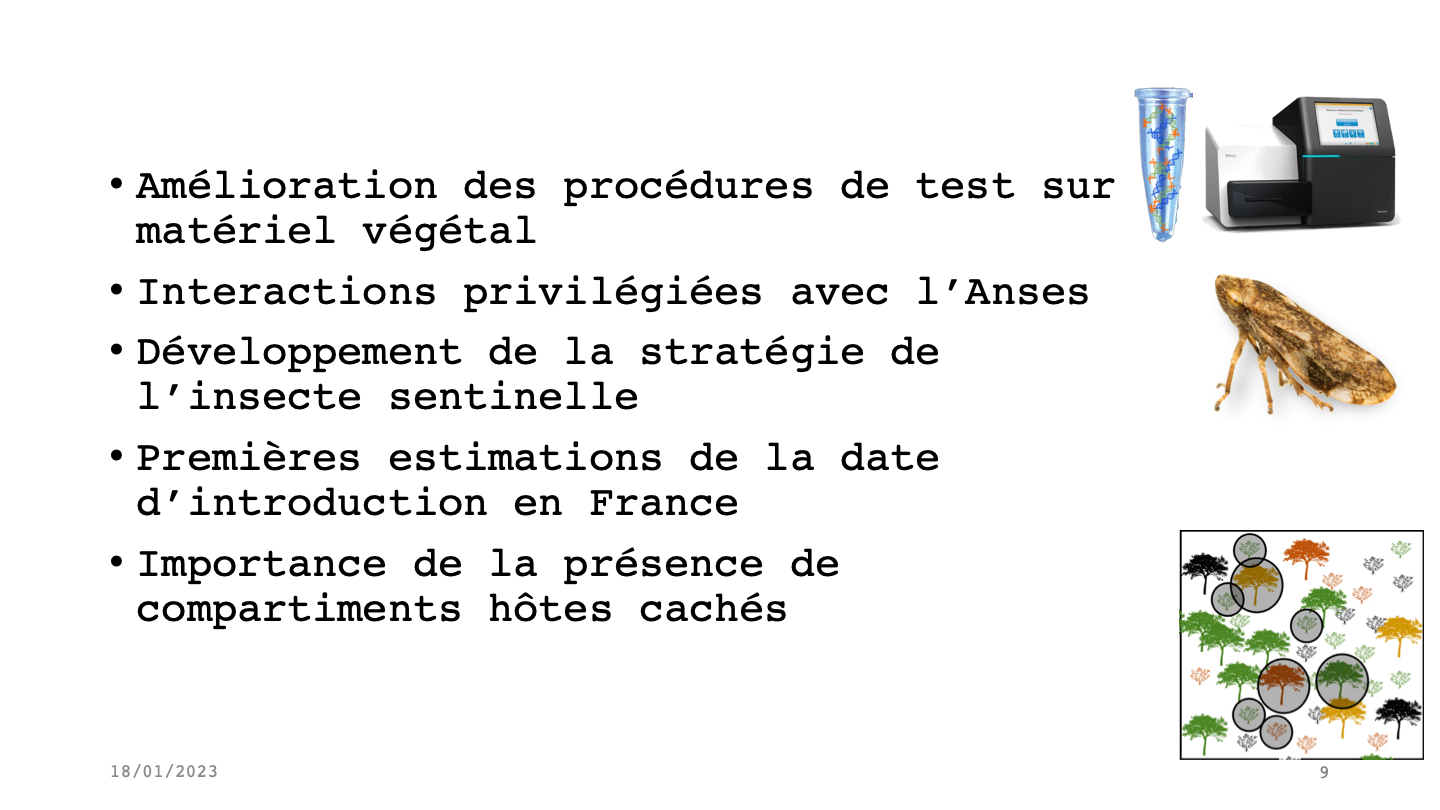 • Amélioration des procédures de test sur
matériel végétal
• Interactions privilégiées avec l’Anses
• Développement de la stratégie de
l’insecte sentinelle
• Premières estimations de la date
d’introduction en France
• Importance de la présence de
compartiments hôtes cachés
18/01/2023
9